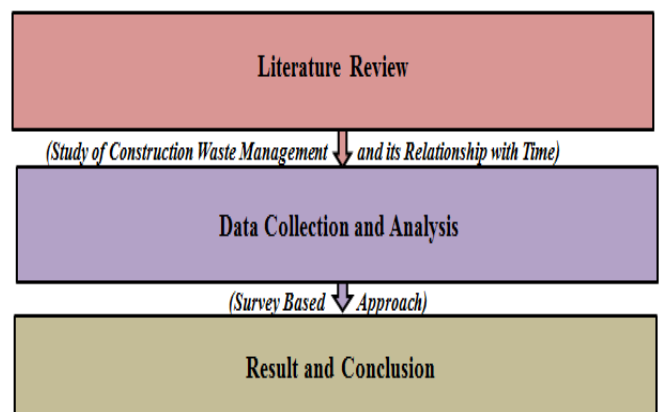 Literature Review
(Study of Construction Waste Management and its Relationship with Time)
Data Collection and Analysis
(Survey Based Approach)
Result and Conclusion